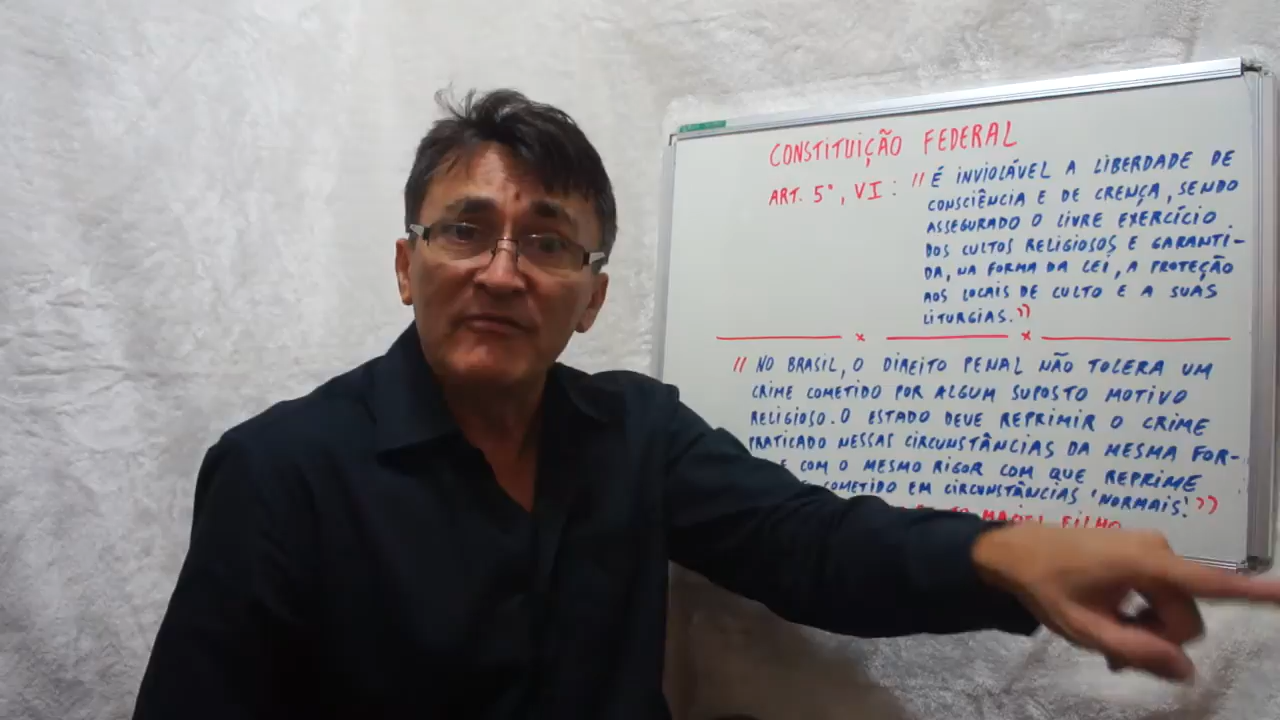 CONSTITUIÇÃO FEDERAL
ART. 5º, VI: "É INVIOLÁVEL A LIBERDADE DE
CONSCIÊNCIA E DE CRENÇA, SENDO
ASSEGURADO O LIVRE EXERCÍCIO
DOS CULTOS RELIGIOSOS E GARANTI-
DA, NA FORMA DA LEI, A PROTEÇÃO
AOS LOCAIS DE CULTO E A SUAS
LITURGIAS."
"NO BRASIL, O DIREITO PENAL NÃO TOLERA UM
CRIME COMETIDO POR ALGUM SUPOSTO MOTIVO
RELIGIOSO. O ESTADO DEVE REPRIMIR O CRIME
PRATICADO NESSAS CIRCUNSTÂNCIAS DA MESMA FOR-
E COM O MESMO RIGOR COM QUE REPRIME
COMETIDO EM CIRCUNSTÂNCIAS 'NORMAIS'."
FILHO